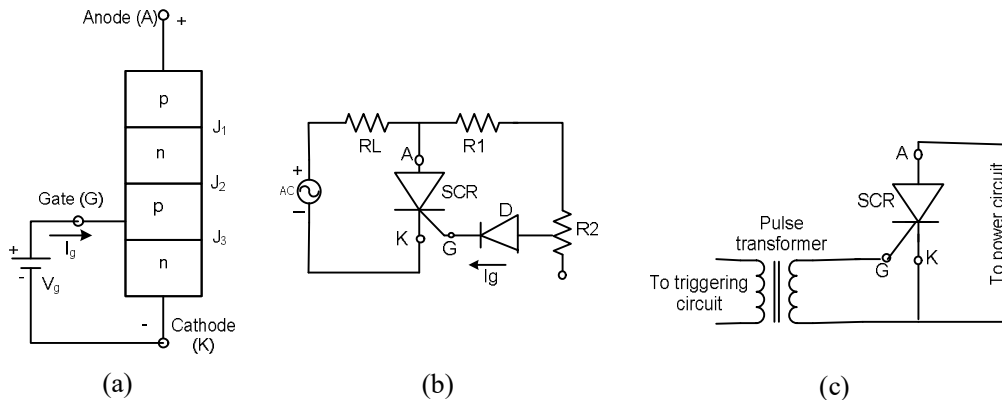 Anode (A)
+
p
J1
n
J2
Gate (G)
p
Ig
J3
+
-
Vg
n
-
Cathode
(K)
(a)
RL
R1
A
+
AC
SCR
–
D
R2
K
G
Ig
(b)
A
SCR
Pulse
transformer
G
K
To triggering
circuit
To power circuit
(c)